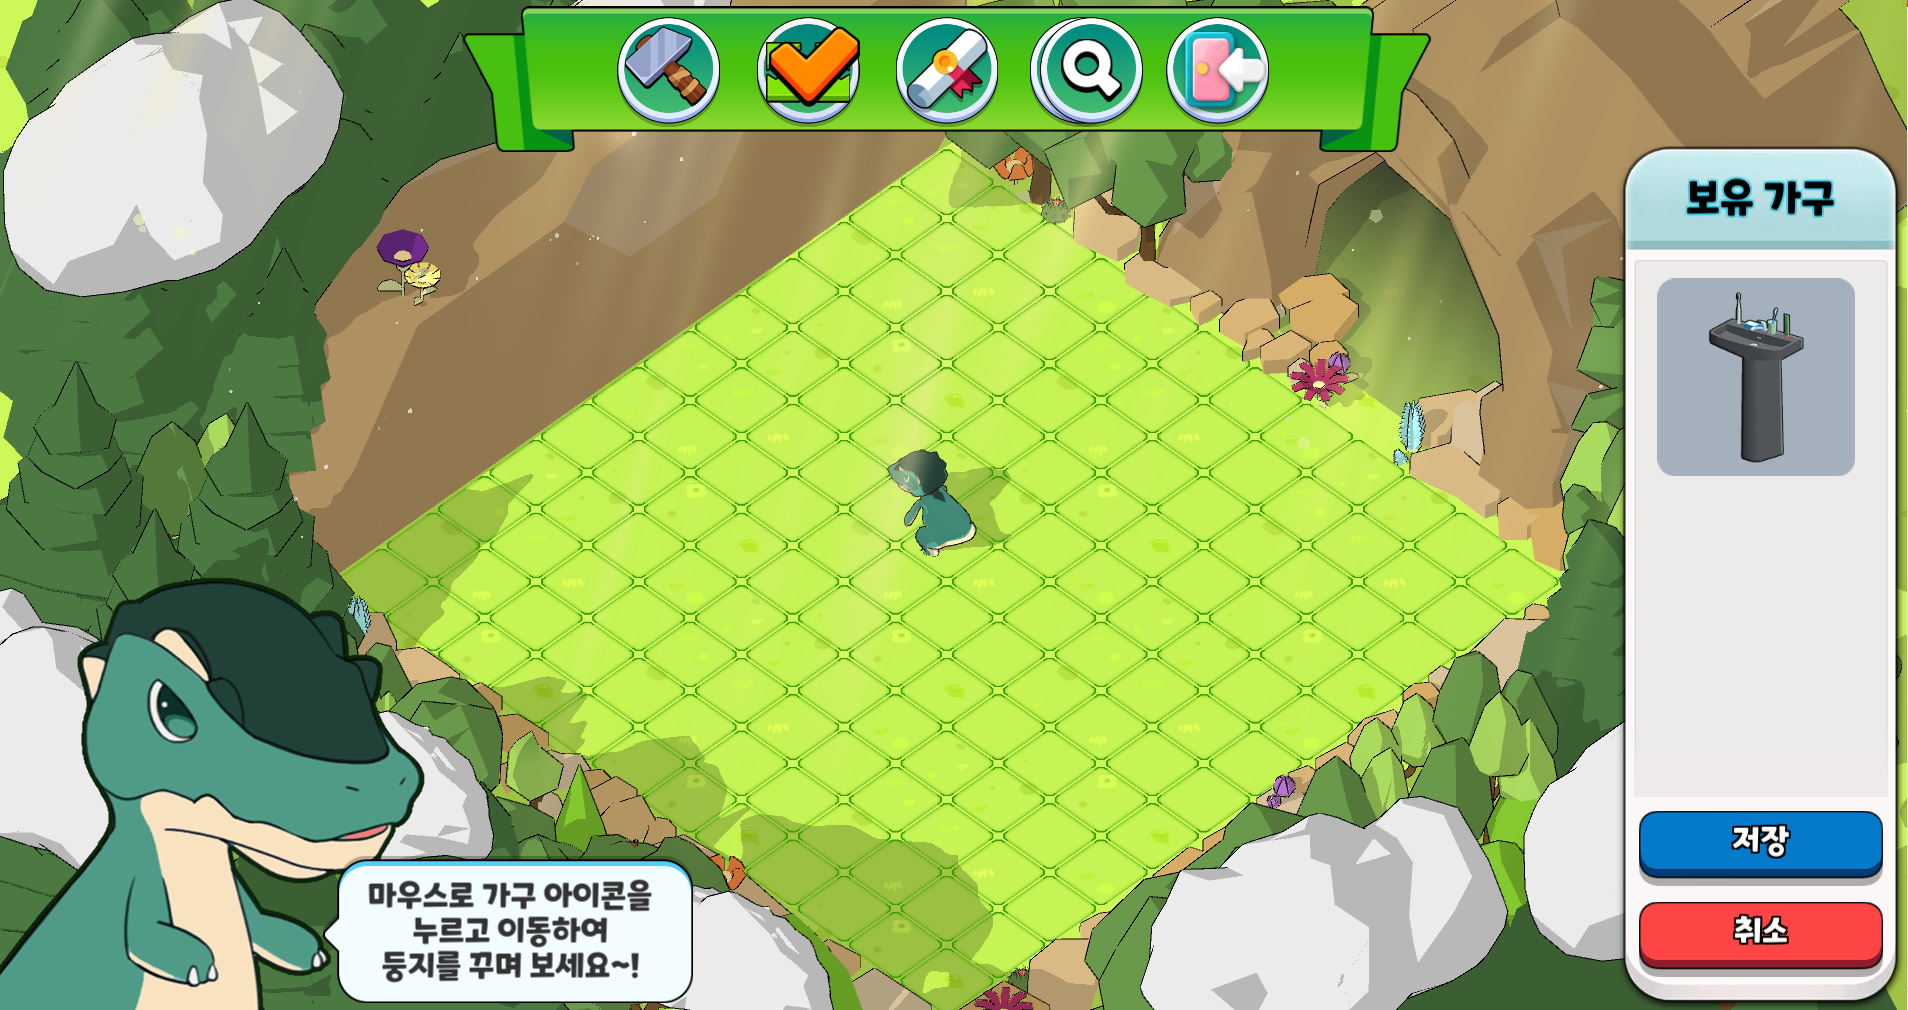 보유 가구
저장
취소
마우스로 가구 아이콘을
누르고 이동하여
둥지를 꾸며 보세요~!